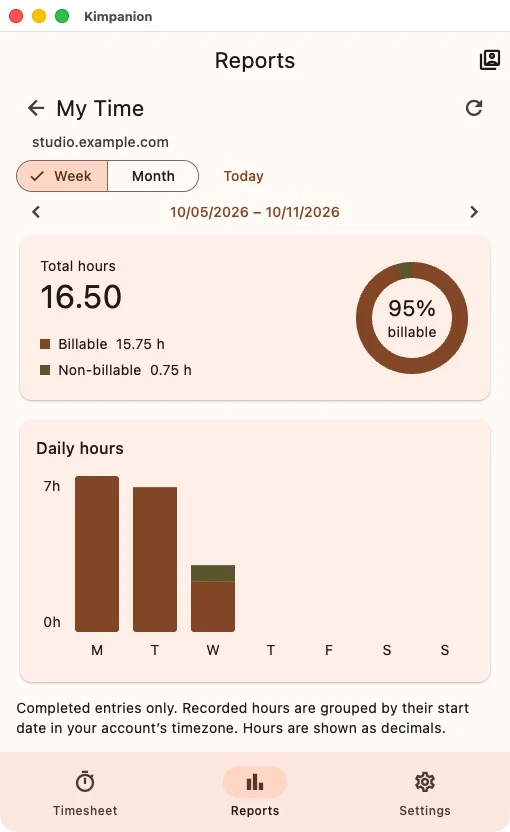 Kimpanion
Reports
My Time
studio.example.com
Week Month Today
10/05/2026 – 10/11/2026
Total hours
16.50
Billable 15.75 h
Non-billable 0.75 h
95%
billable
Daily hours
7h
0h
M T W T F S S
Completed entries only. Recorded hours are grouped by their start
date in your account’s timezone. Hours are shown as decimals.
Timesheet Reports Settings